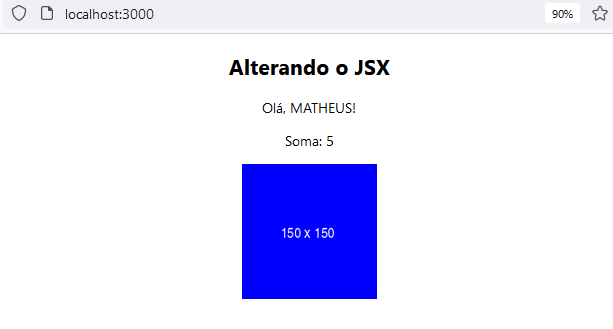 localhost:3000
90%
Alterando o JSX
Olá, MATHEUS!
Soma: 5
150 x 150